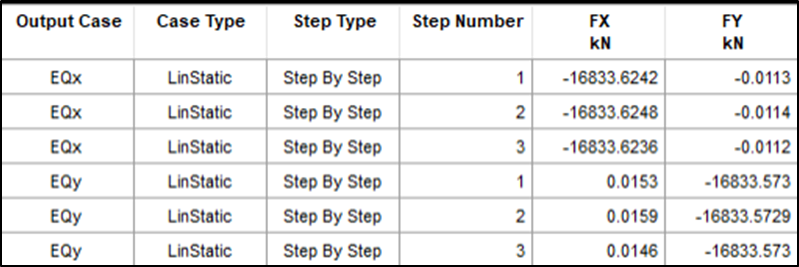 Output Case Case Type Step Type Step Number FX FY
kN kN
EQx LinStatic Step By Step 1 -16833.6242 -0.0113
EQx LinStatic Step By Step 2 -16833.6248 -0.0114
EQx LinStatic Step By Step 3 -16833.6236 -0.0112
EQy LinStatic Step By Step 1 0.0153 -16833.573
EQy LinStatic Step By Step 2 0.0159 -16833.5729
EQy LinStatic Step By Step 3 0.0146 -16833.573